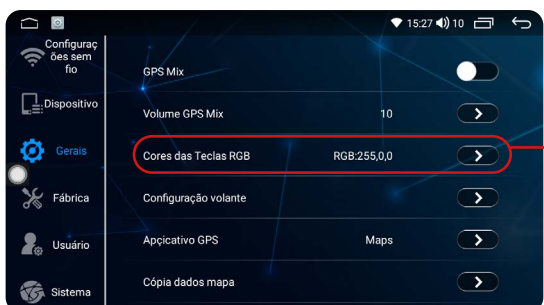 15:27 10
Configuraç
ões sem
fio
GPS Mix
Dispositivo
Volume GPS Mix 10
Gerais
Cores das Teclas RGB RGB:255,0,0
Fábrica
Configuração volante
Usuário
Apçicativo GPS Maps
Sistema
Cópia dados mapa